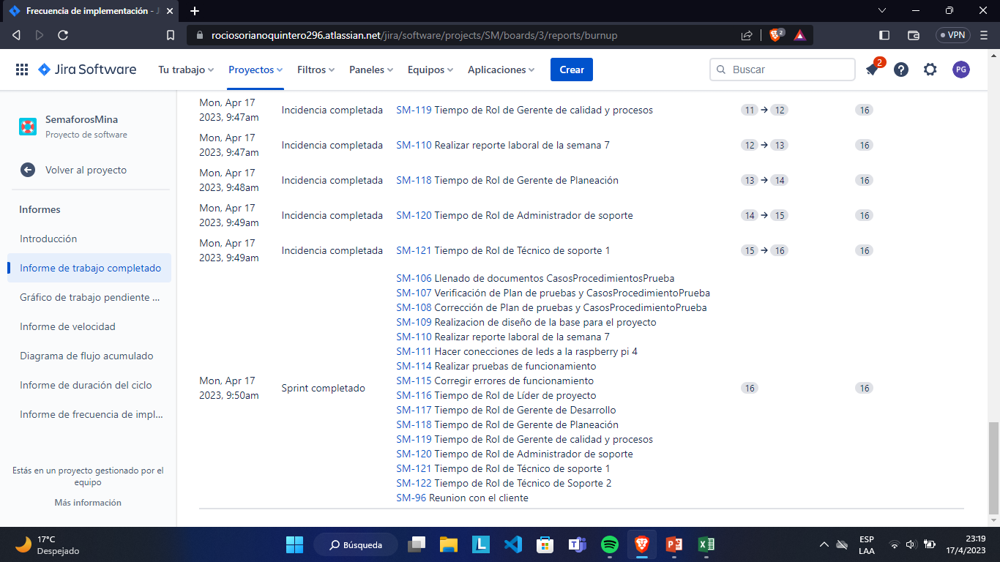 Frecuencia de implementación - J
rociosorianoquintero296.atlassian.net/jira/software/projects/SM/boards/3/reports/burnup
2
VPN
Jira Software
Tu trabajo
Proyectos
Filtros
Paneles
Equipos
Aplicaciones
Crear
Buscar
2
PG
SemaforosMina
Proyecto de software
Volver al proyecto
Informes
Introducción
Informe de trabajo completado
Gráfico de trabajo pendiente ...
Informe de velocidad
Diagrama de flujo acumulado
Informe de duración del ciclo
Informe de frecuencia de impl...
Estás en un proyecto gestionado por el
equipo
Más información
Mon, Apr 17
2023, 9:47am
Incidencia completada
SM-119 Tiempo de Rol de Gerente de calidad y procesos
11 → 12
16
Mon, Apr 17
2023, 9:47am
Incidencia completada
SM-110 Realizar reporte laboral de la semana 7
12 → 13
16
Mon, Apr 17
2023, 9:48am
Incidencia completada
SM-118 Tiempo de Rol de Gerente de Planeación
13 → 14
16
Mon, Apr 17
2023, 9:49am
Incidencia completada
SM-120 Tiempo de Rol de Administrador de soporte
14 → 15
16
Mon, Apr 17
2023, 9:49am
Incidencia completada
SM-121 Tiempo de Rol de Técnico de soporte 1
15 → 16
16
Mon, Apr 17
2023, 9:50am
Sprint completado
SM-106 Llenado de documentos CasosProcedimientosPrueba
SM-107 Verificación de Plan de pruebas y CasosProcedimientoPrueba
SM-108 Corrección de Plan de pruebas y CasosProcedimientoPrueba
SM-109 Realizacion de diseño de la base para el proyecto
SM-110 Realizar reporte laboral de la semana 7
SM-111 Hacer conecciones de leds a la raspberry pi 4
SM-114 Realizar pruebas de funcionamiento
SM-115 Corregir errores de funcionamiento
SM-116 Tiempo de Rol de Líder de proyecto
SM-117 Tiempo de Rol de Gerente de Desarrollo
SM-118 Tiempo de Rol de Gerente de Planeación
SM-119 Tiempo de Rol de Gerente de calidad y procesos
SM-120 Tiempo de Rol de Administrador de soporte
SM-121 Tiempo de Rol de Técnico de soporte 1
SM-122 Tiempo de Rol de Técnico de Soporte 2
SM-96 Reunion con el cliente
16
16
17°C
Despejado
Búsqueda
L
ESP
LAA
23:19
17/4/2023